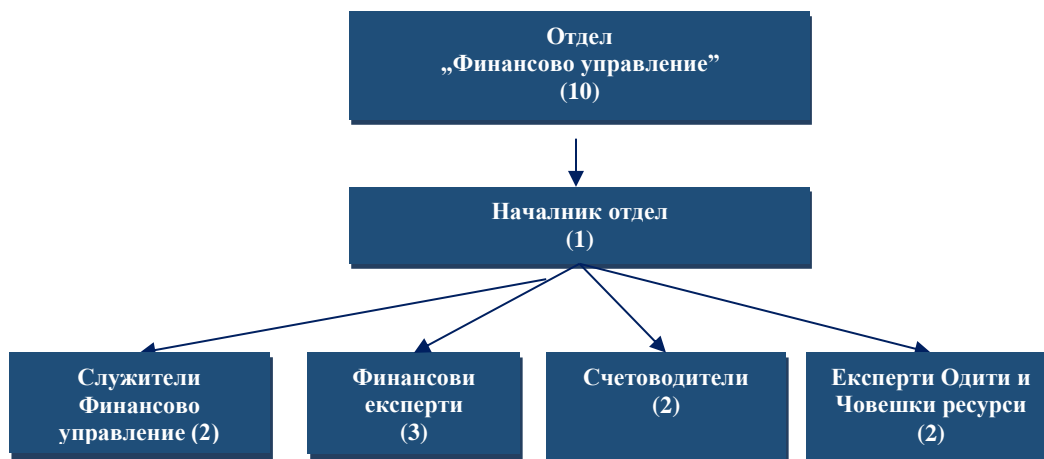 Отдел
„Финансово управление”
(10)
Началник отдел
(1)
Служители
Финансово
управление (2)
Финансови
експерти
(3)
Счетоводители
(2)
Експерти Одити и
Човешки ресурси
(2)